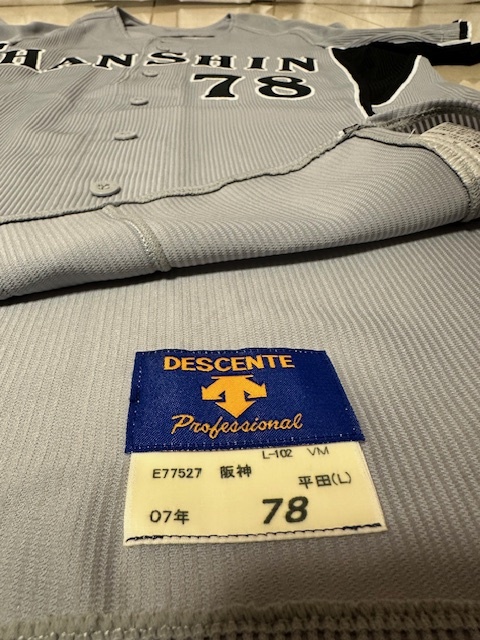 HANSHIN
78
DESCENTE
Professional
L-102 VM
E77527 阪神 平田(L)
07年 78